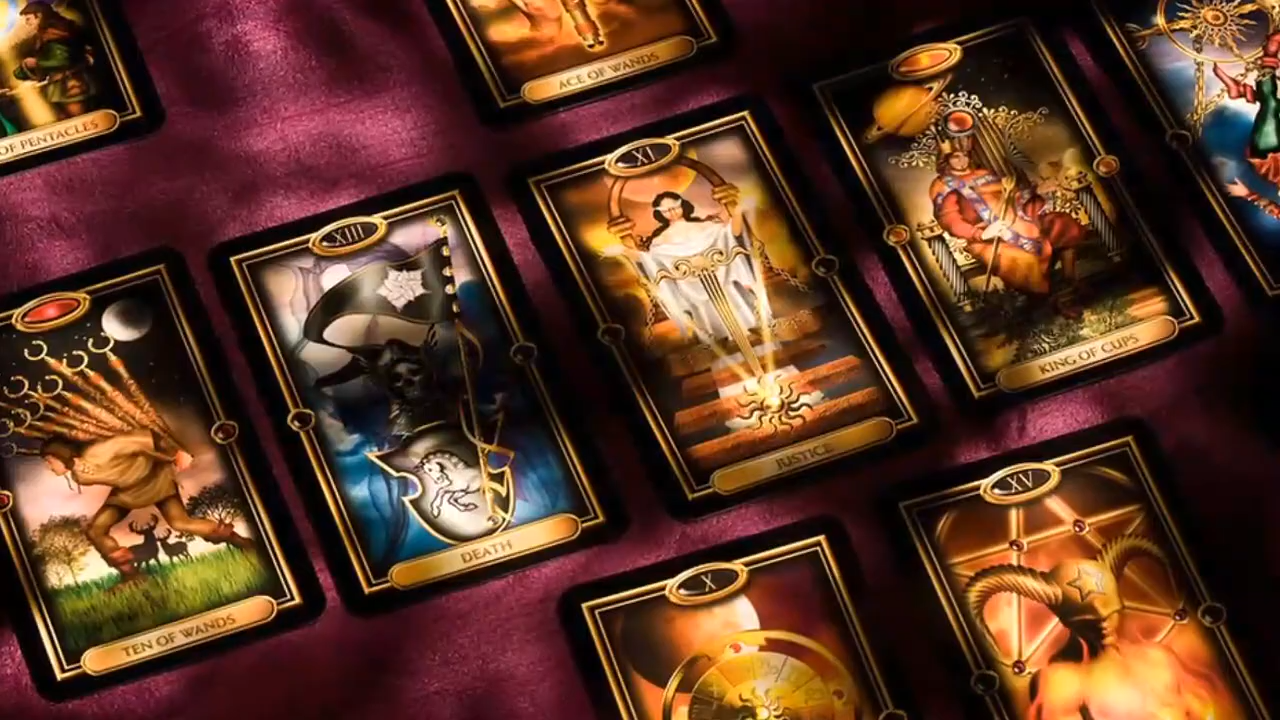 OF PENTACLES
ACE OF WANDS
XIII
XI
KING OF CUPS
TEN OF WANDS
DEATH
JUSTICE
X
XV